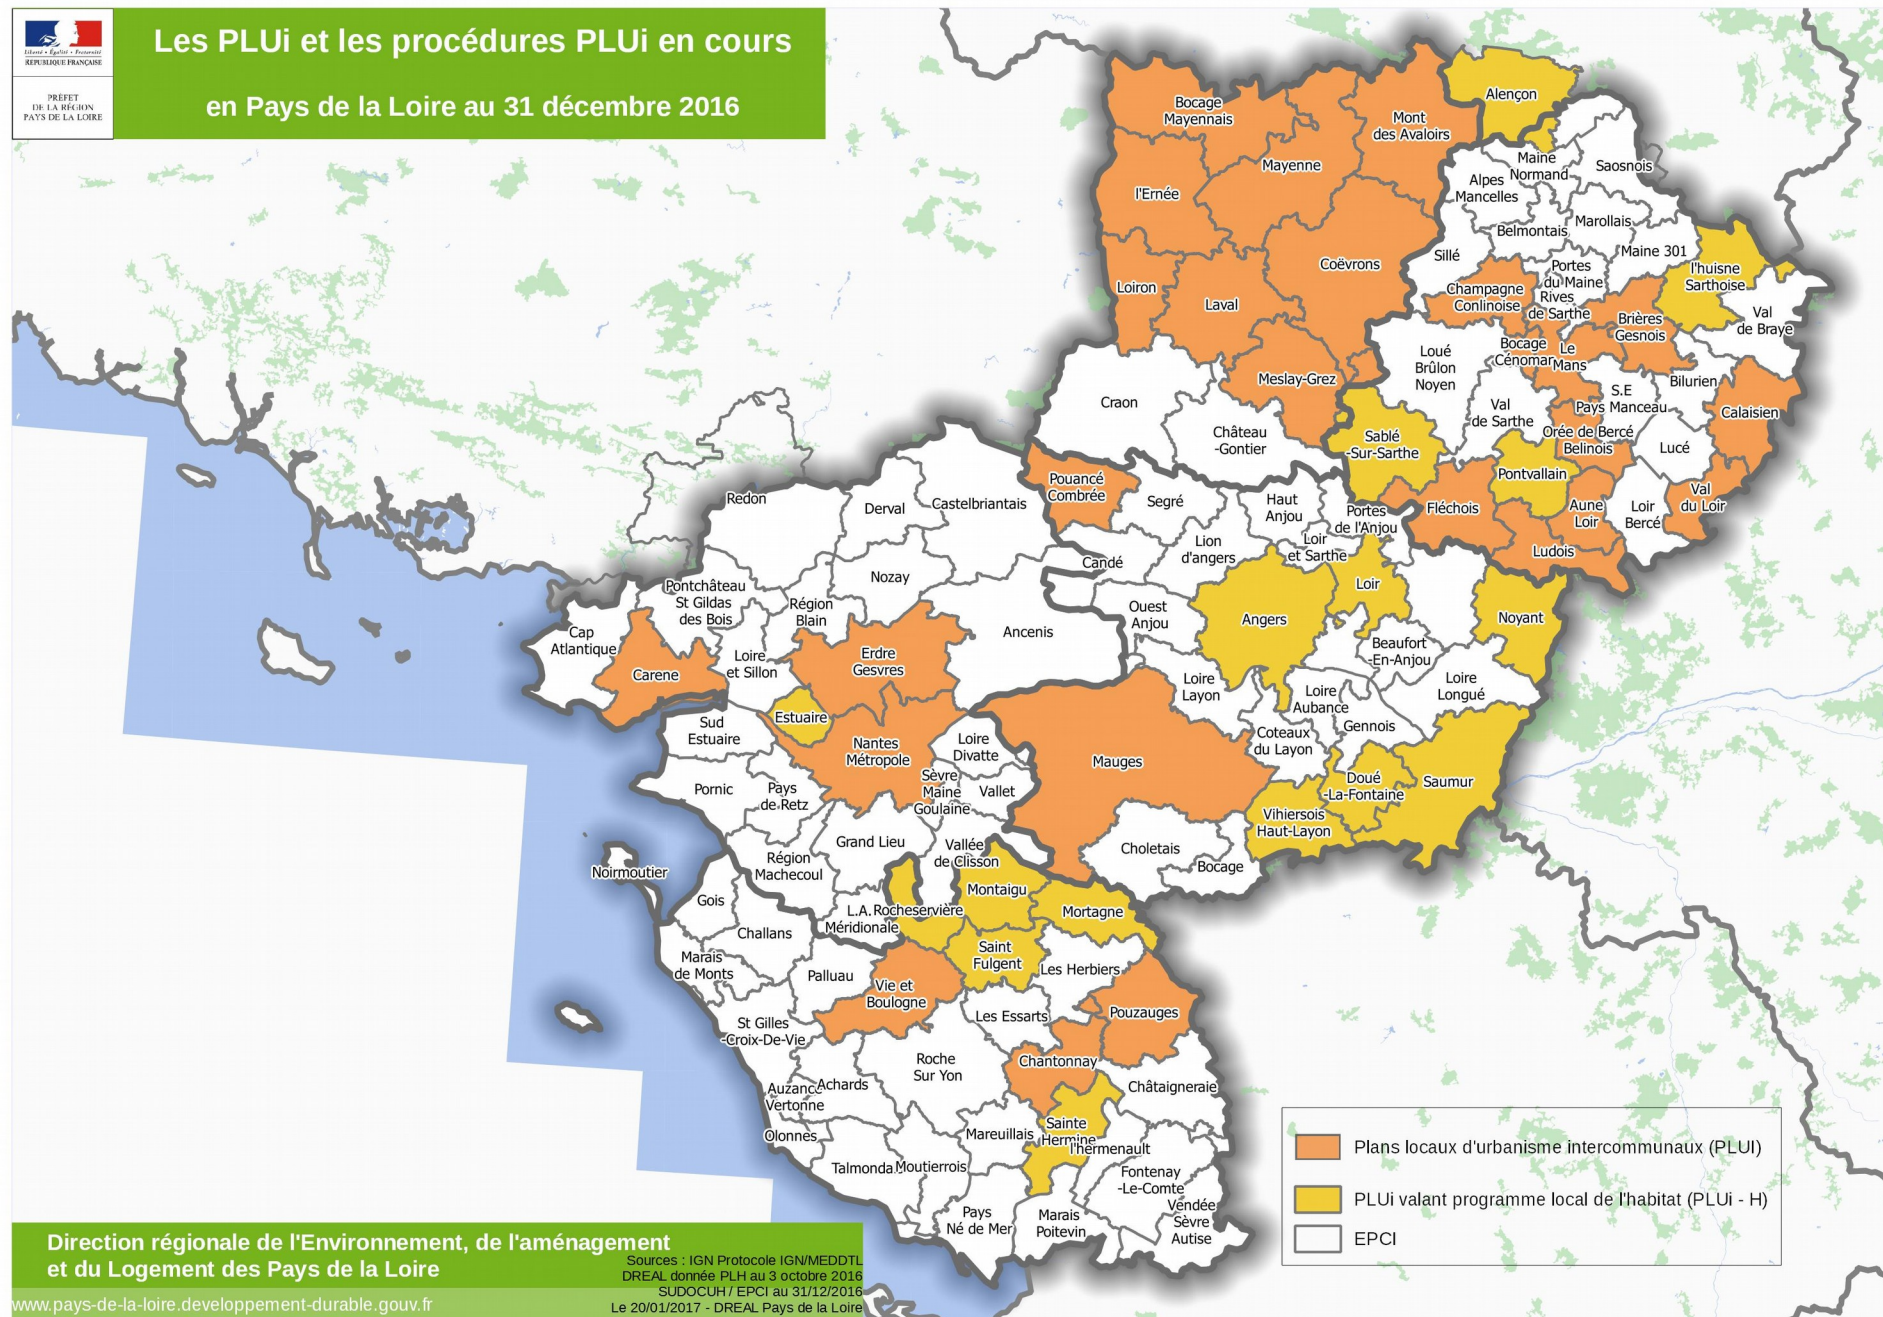 Liberté • Égalité • Fraternité
RÉPUBLIQUE FRANÇAISE
PRÉFET
DE LA RÉGION
PAYS DE LA LOIRE
Les PLUi et les procédures PLUi en cours
en Pays de la Loire au 31 décembre 2016
Alençon
Bocage
Mayennais
Mont
des Avaloirs
Mayenne
l'Ernée
Maine
Normand
Saosnois
Alpes
Mancelles
Marollais
Belmontais
Maine 301
Sillé
Coëvrons
Loiron
Laval
Portes
du Maine
l'huisne
Sarthoise
Champagne
Conlinoise
Rives
de Sarthe
Brières
Gesnois
Val
de Braye
Loué
Brûlon
Noyen
Bocage
Cénoman
Le
Mans
Meslay-Grez
Craon
Château
-Gontier
S.E
Pays Manceau
Bilurien
Calaisien
Val
de Sarthe
Orée de Bercé
Belinois
Lucé
Sablé
-Sur-Sarthe
Pontvallain
Fléchois
Aune
Loir
Loir
Bercé
Val
du Loir
Ludois
Pouancé
Combrée
Segré
Haut
Anjou
Portes
de l'Anjou
Redon
Derval
Castelbriantais
Lion
d'angers
Loir
et Sarthe
Candé
Nozay
Loir
Pontchâteau
St Gildas
des Bois
Région
Blain
Ouest
Anjou
Angers
Noyant
Cap
Atlantique
Ancenis
Beaufort
-En-Anjou
Carene
Loire
et Sillon
Erdre
Gesvres
Loire
Layon
Loire
Aubance
Loire
Longué
Estuaire
Sud
Estuaire
Gennois
Coteaux
du Layon
Nantes
Métropole
Loire
Divatte
Mauges
Sèvre
Maine
Goulaine
Vallet
Pornic
Pays
de Retz
Doué
-La-Fontaine
Saumur
Vihiersois
Haut-Layon
Grand Lieu
Vallée
de Clisson
Choletais
Bocage
Région
Machecoul
Noirmoutier
Montaigu
Gois
L.A.
Méridionale
Rocheservière
Mortagne
Challans
Saint
Fulgent
Les Herbiers
Marais
de Monts
Palluau
Vie et
Boulogne
Pouzauges
Les Essarts
St Gilles
-Croix-De-Vie
Roche
Sur Yon
Chantonnay
Achards
Auzance
Vertonne
Châtaigneraie
Olonnes
Mareuillais
Sainte
Hermine
l'hermenault
Talmondais
Moutierrois
Fontenay
-Le-Comte
Pays
Né de Mer
Marais
Poitevin
Vendée
Sèvre
Autise
Plans locaux d'urbanisme intercommunaux (PLUI)
PLUi valant programme local de l'habitat (PLUi - H)
EPCI
Direction régionale de l'Environnement, de l'aménagement
et du Logement des Pays de la Loire
www.pays-de-la-loire.developpement-durable.gouv.fr
Sources : IGN Protocole IGN/MEDDTL
DREAL donnée PLH au 3 octobre 2016
SUDOCUH / EPCI au 31/12/2016
Le 20/01/2017 - DREAL Pays de la Loire